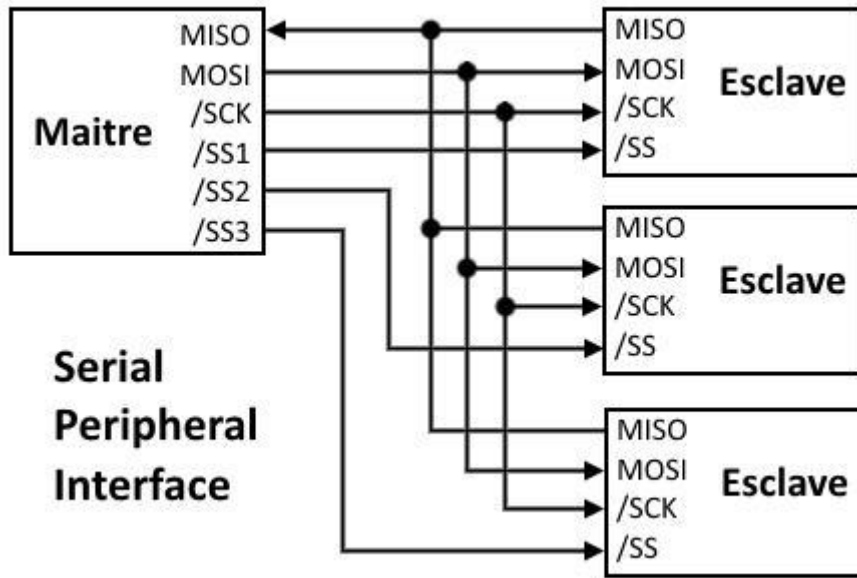 MISO
MOSI
/SCK
/SS1
/SS2
/SS3
Maitre
MISO
MOSI
/SCK
/SS
Esclave
MISO
MOSI
/SCK
/SS
Esclave
MISO
MOSI
/SCK
/SS
Esclave
Serial
Peripheral
Interface